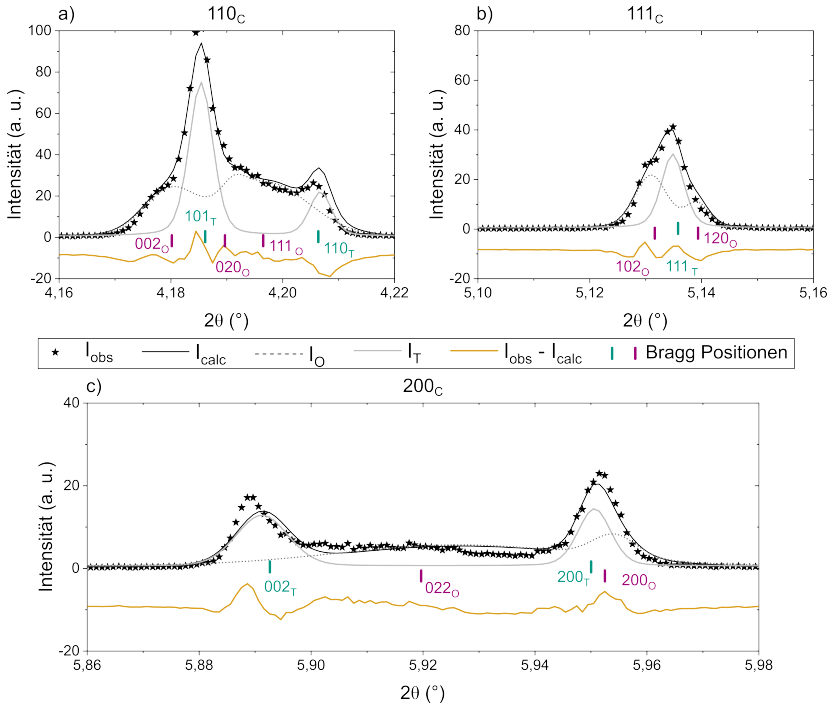 a) 110C
b) 111C
Intensität (a. u.)
100
80
60
40
20
0
-20
4,16
4,18
4,20
4,22
2θ (°)
002O
101T
020O
111O
110T
Intensität (a. u.)
80
60
40
20
0
-20
5,10
5,12
5,14
5,16
2θ (°)
102O
111T
120O
Iobs Icalc IO IT Iobs - Icalc Bragg Positionen
c) 200C
Intensität (a. u.)
40
20
0
-20
5,86
5,88
5,90
5,92
5,94
5,96
5,98
2θ (°)
002T
022O
200T
200O